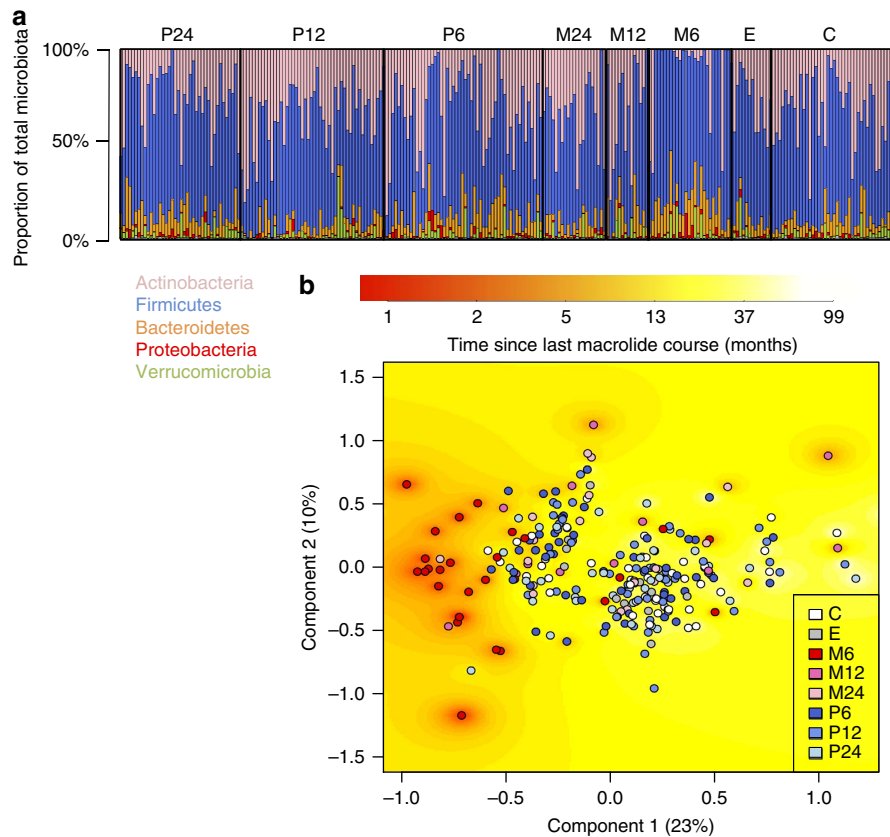 a
P24 P12 P6 M24 M12 M6 E C
100%
50%
0%
Proportion of total microbiota
Actinobacteria
Firmicutes
Bacteroidetes
Proteobacteria
Verrucomicrobia
b
1 2 5 13 37 99
Time since last macrolide course (months)
1.5
1.0
0.5
0.0
−0.5
−1.0
−1.5
Component 2 (10%)
C
E
M6
M12
M24
P6
P12
P24
−1.0 −0.5 0.0 0.5 1.0
Component 1 (23%)